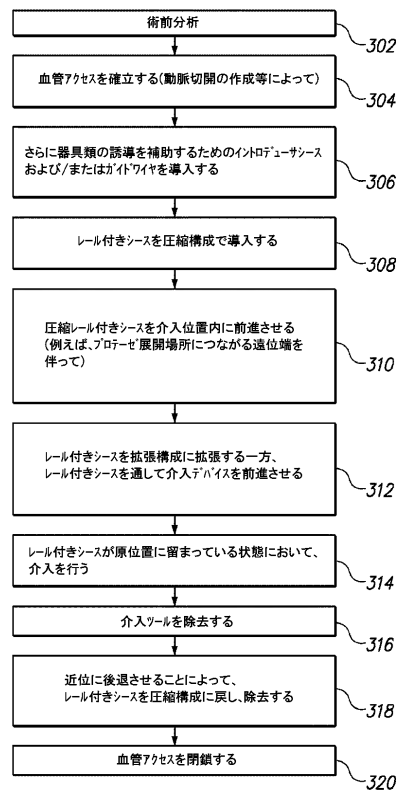 術前分析
302
血管アクセスを確立する(動脈切開の作成等によって)
304
さらに器具類の誘導を補助するためのｲﾝﾄﾛﾃﾞｭｰｻｼｰｽ
および/またはｶﾞｲﾄﾞﾜｲﾔを導入する
306
ﾚｰﾙ付きｼｰｽを圧縮構成で導入する
308
圧縮ﾚｰﾙ付きｼｰｽを介入位置内に前進させる
(例えば、ﾌﾟﾛﾃｰｾﾞ展開場所につながる遠位端を
伴って)
310
ﾚｰﾙ付きｼｰｽを拡張構成に拡張する一方、
ﾚｰﾙ付きｼｰｽを通して介入ﾃﾞﾊﾞｲｽを前進させる
312
ﾚｰﾙ付きｼｰｽが原位置に留まっている状態において、
介入を行う
314
介入ﾂｰﾙを除去する
316
近位に後退させることによって、
ﾚｰﾙ付きｼｰｽを圧縮構成に戻し、除去する
318
血管アクセスを閉鎖する
320